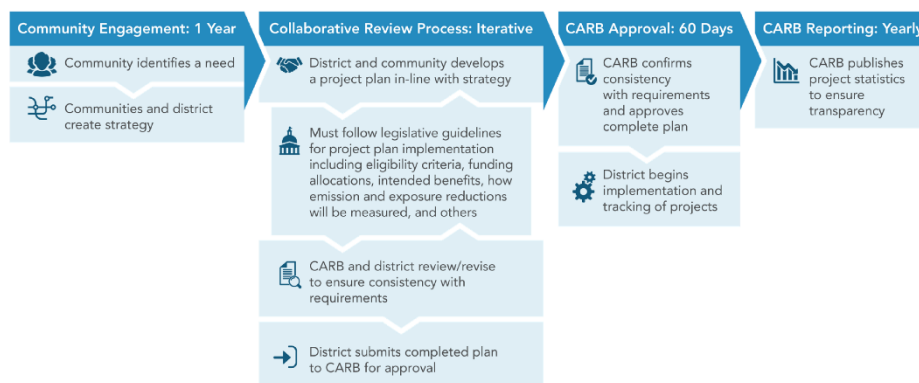 Community Engagement: 1 Year
Community identifies a need
Communities and district
create strategy
Collaborative Review Process: Iterative
District and community develops
a project plan in-line with strategy
Must follow legislative guidelines
for project plan implementation
including eligibility criteria, funding
allocations, intended benefits, how
emission and exposure reductions
will be measured, and others
CARB and district review/revise
to ensure consistency with
requirements
District submits completed plan
to CARB for approval
CARB Approval: 60 Days
CARB confirms
consistency
with requirements
and approves
complete plan
District begins
implementation and
tracking of projects
CARB Reporting: Yearly
CARB publishes
project statistics
to ensure
transparency